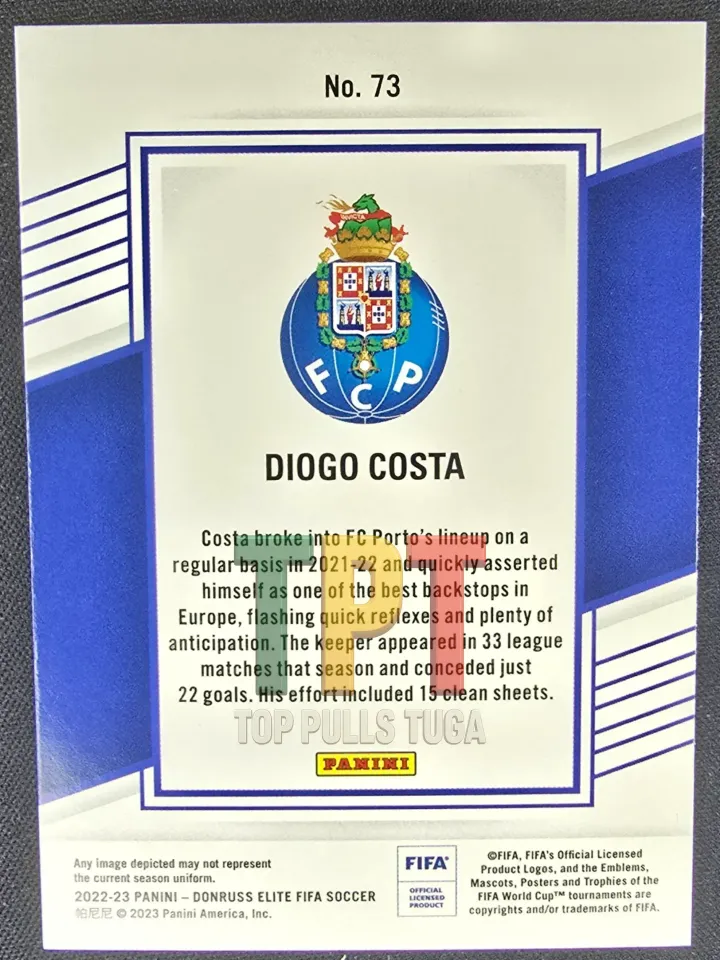 No. 73
INVICTA
FCP
DIOGO COSTA
Costa broke into FC Porto's lineup on a
regular basis in 2021-22 and quickly asserted
himself as one of the best backstops in
Europe, flashing quick reflexes and plenty of
anticipation. The keeper appeared in 33 league
matches that season and conceded just
22 goals. His effort included 15 clean sheets.
TPT
TOP PULLS TUGA
PANINI
Any image depicted may not represent
the current season uniform.
2022-23 PANINI – DONRUSS ELITE FIFA SOCCER
帕尼尼 © 2023 Panini America, Inc.
FIFA®
OFFICIAL
LICENSED
PRODUCT
©FIFA, FIFA's Official Licensed
Product Logos, and the Emblems,
Mascots, Posters and Trophies of the
FIFA World Cup™ tournaments are
copyrights and/or trademarks of FIFA.